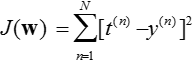 J(𝐰) = ∑_{n=1}^{N} [t^{(n)} − y^{(n)}]²